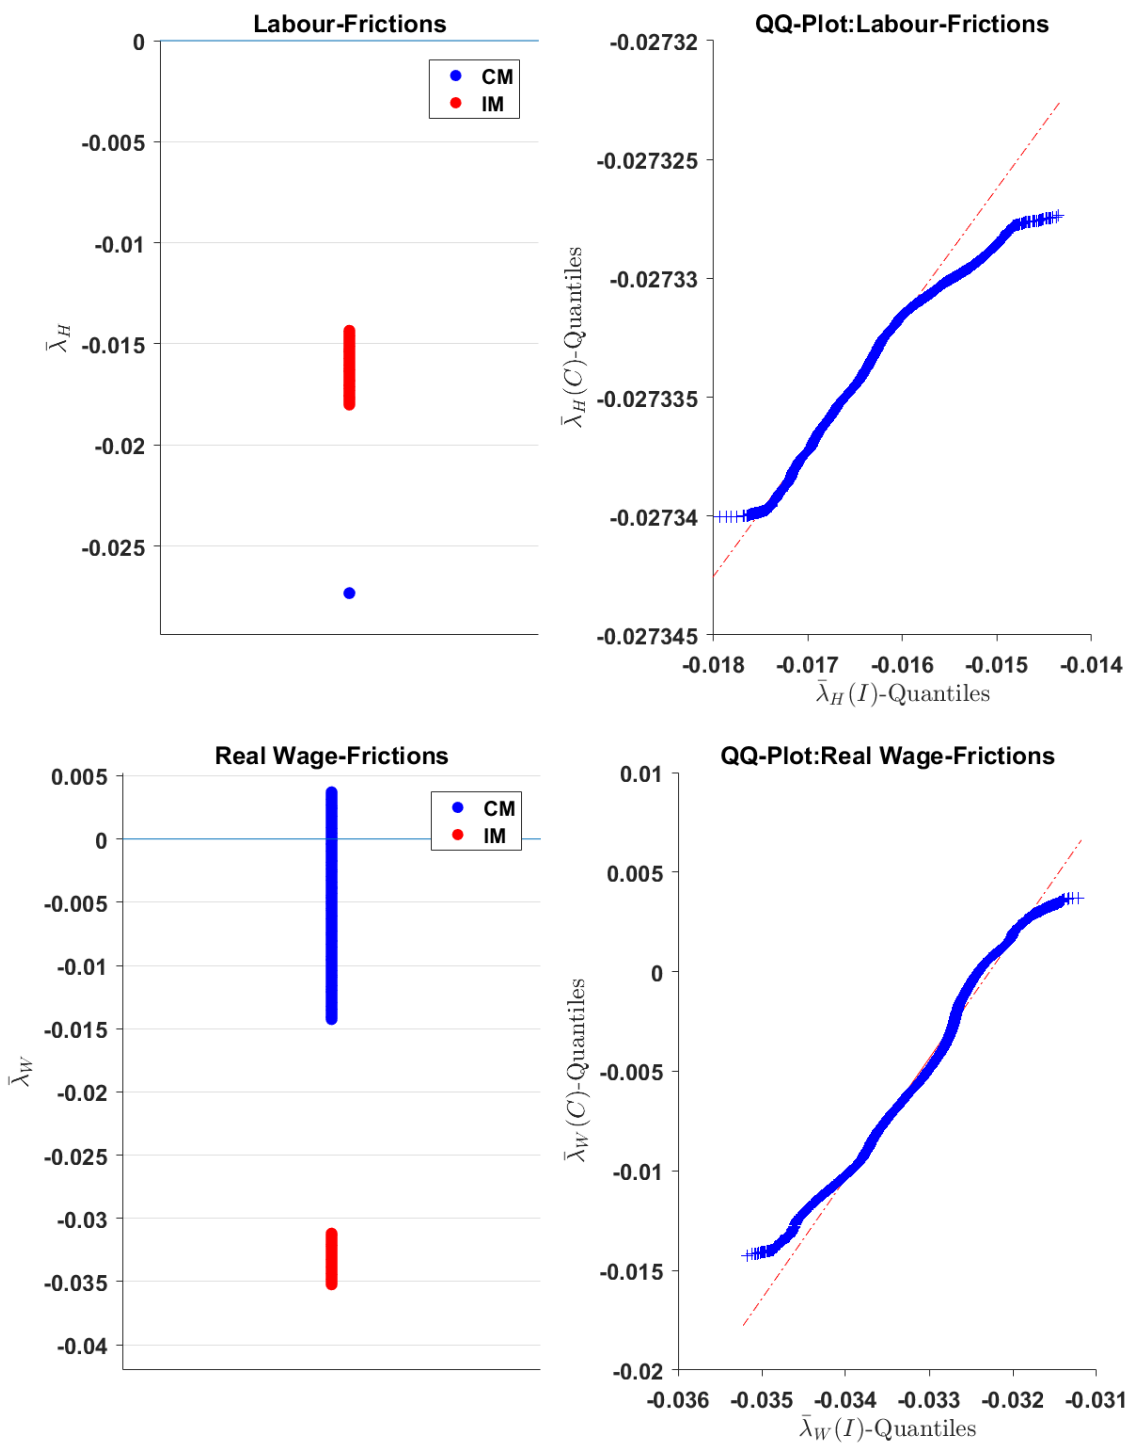 Labour-Frictions
0
-0.005
-0.01
-0.015
-0.02
-0.025
λ̄_H
CM
IM
QQ-Plot:Labour-Frictions
-0.02732
-0.027325
-0.02733
-0.027335
-0.02734
-0.027345
λ̄_H(C)-Quantiles
-0.018 -0.017 -0.016 -0.015 -0.014
λ̄_H(I)-Quantiles
Real Wage-Frictions
0.005
0
-0.005
-0.01
-0.015
-0.02
-0.025
-0.03
-0.035
-0.04
λ̄_W
CM
IM
QQ-Plot:Real Wage-Frictions
0.01
0.005
0
-0.005
-0.01
-0.015
-0.02
λ̄_W(C)-Quantiles
-0.036 -0.035 -0.034 -0.033 -0.032 -0.031
λ̄_W(I)-Quantiles